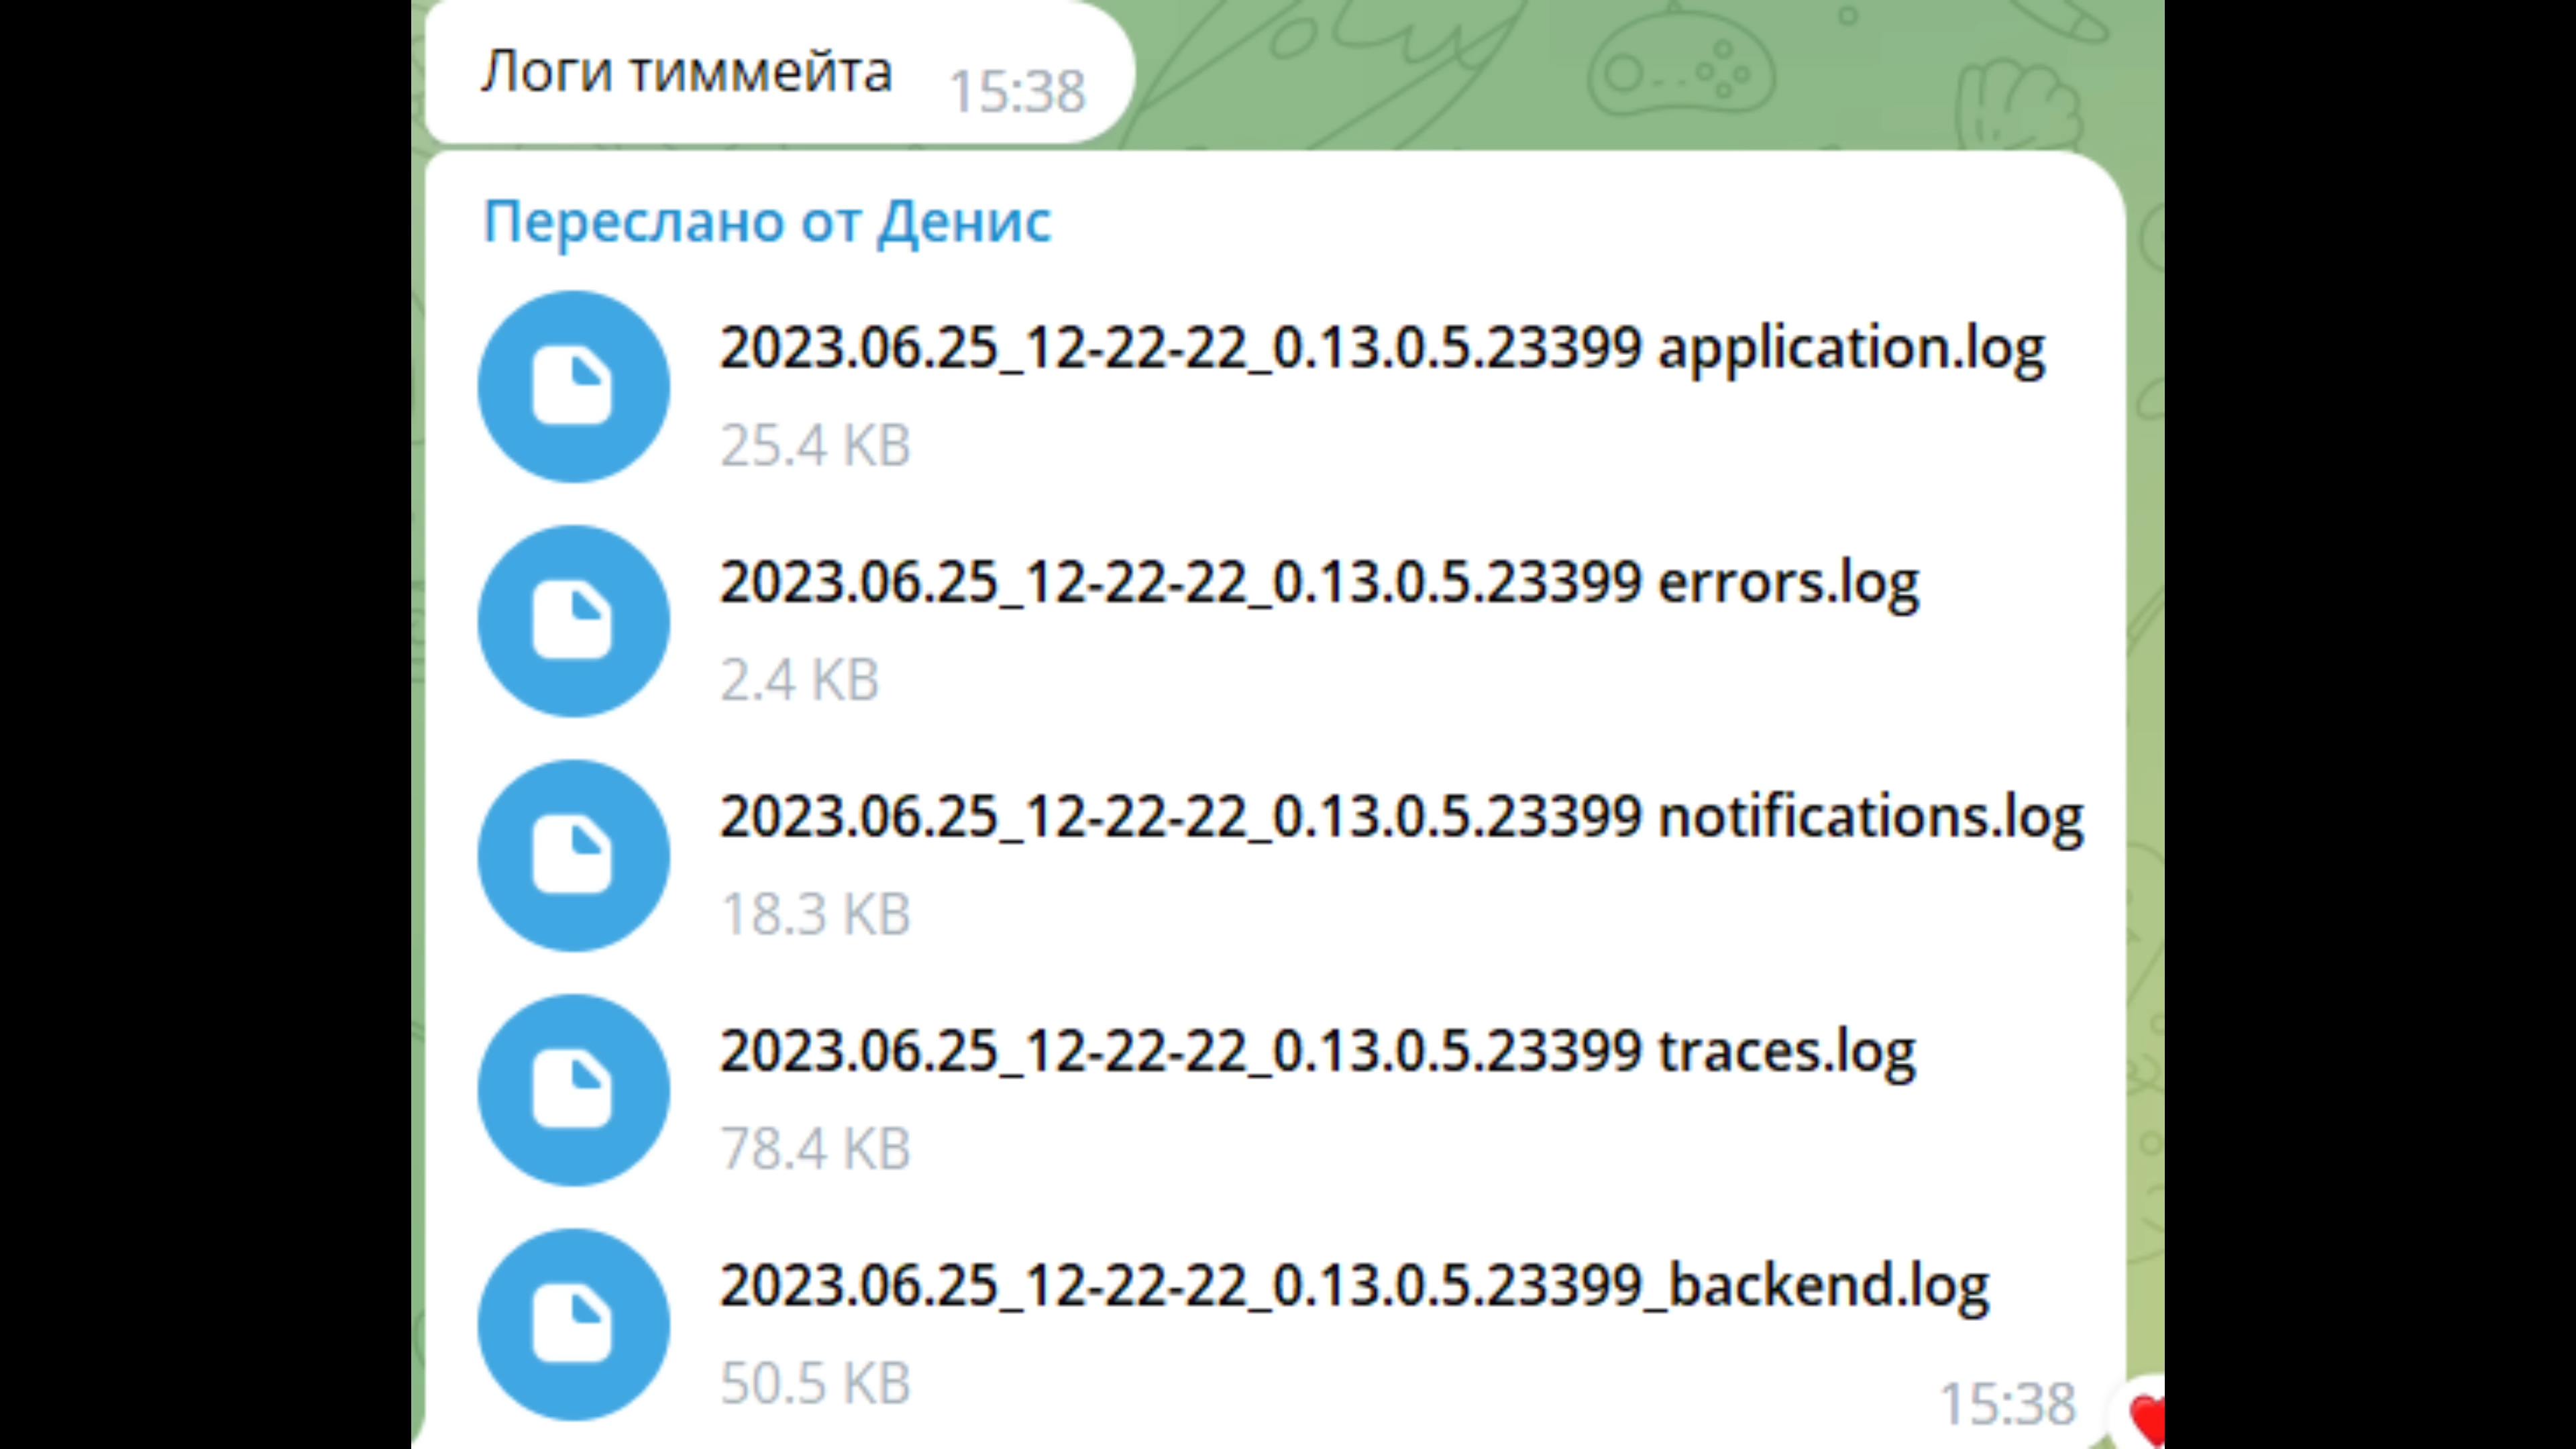 Логи тиммейта 15:38
Переслано от Денис
2023.06.25_12-22-22_0.13.0.5.23399 application.log
25.4 KB
2023.06.25_12-22-22_0.13.0.5.23399 errors.log
2.4 KB
2023.06.25_12-22-22_0.13.0.5.23399 notifications.log
18.3 KB
2023.06.25_12-22-22_0.13.0.5.23399 traces.log
78.4 KB
2023.06.25_12-22-22_0.13.0.5.23399_backend.log
50.5 KB
15:38